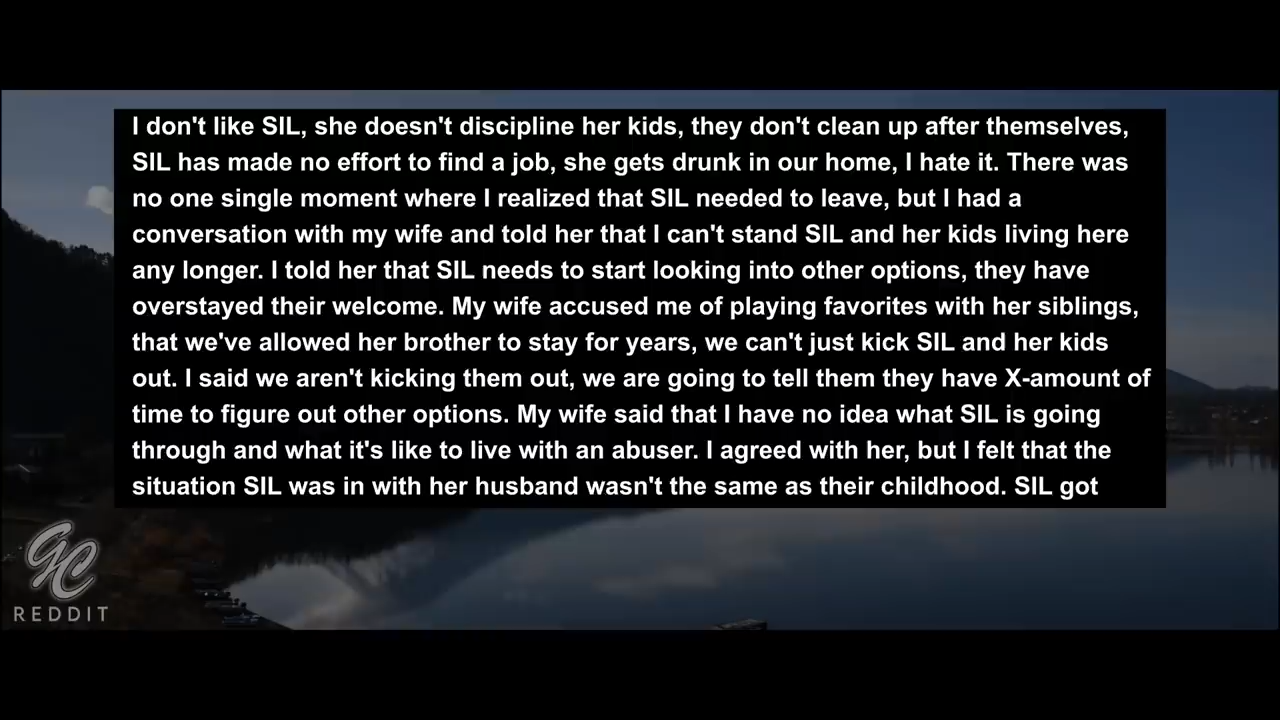 I don't like SIL, she doesn't discipline her kids, they don't clean up after themselves,
SIL has made no effort to find a job, she gets drunk in our home, I hate it. There was
no one single moment where I realized that SIL needed to leave, but I had a
conversation with my wife and told her that I can't stand SIL and her kids living here
any longer. I told her that SIL needs to start looking into other options, they have
overstayed their welcome. My wife accused me of playing favorites with her siblings,
that we've allowed her brother to stay for years, we can't just kick SIL and her kids
out. I said we aren't kicking them out, we are going to tell them they have X-amount of
time to figure out other options. My wife said that I have no idea what SIL is going
through and what it's like to live with an abuser. I agreed with her, but I felt that the
situation SIL was in with her husband wasn't the same as their childhood. SIL got
GC
REDDIT